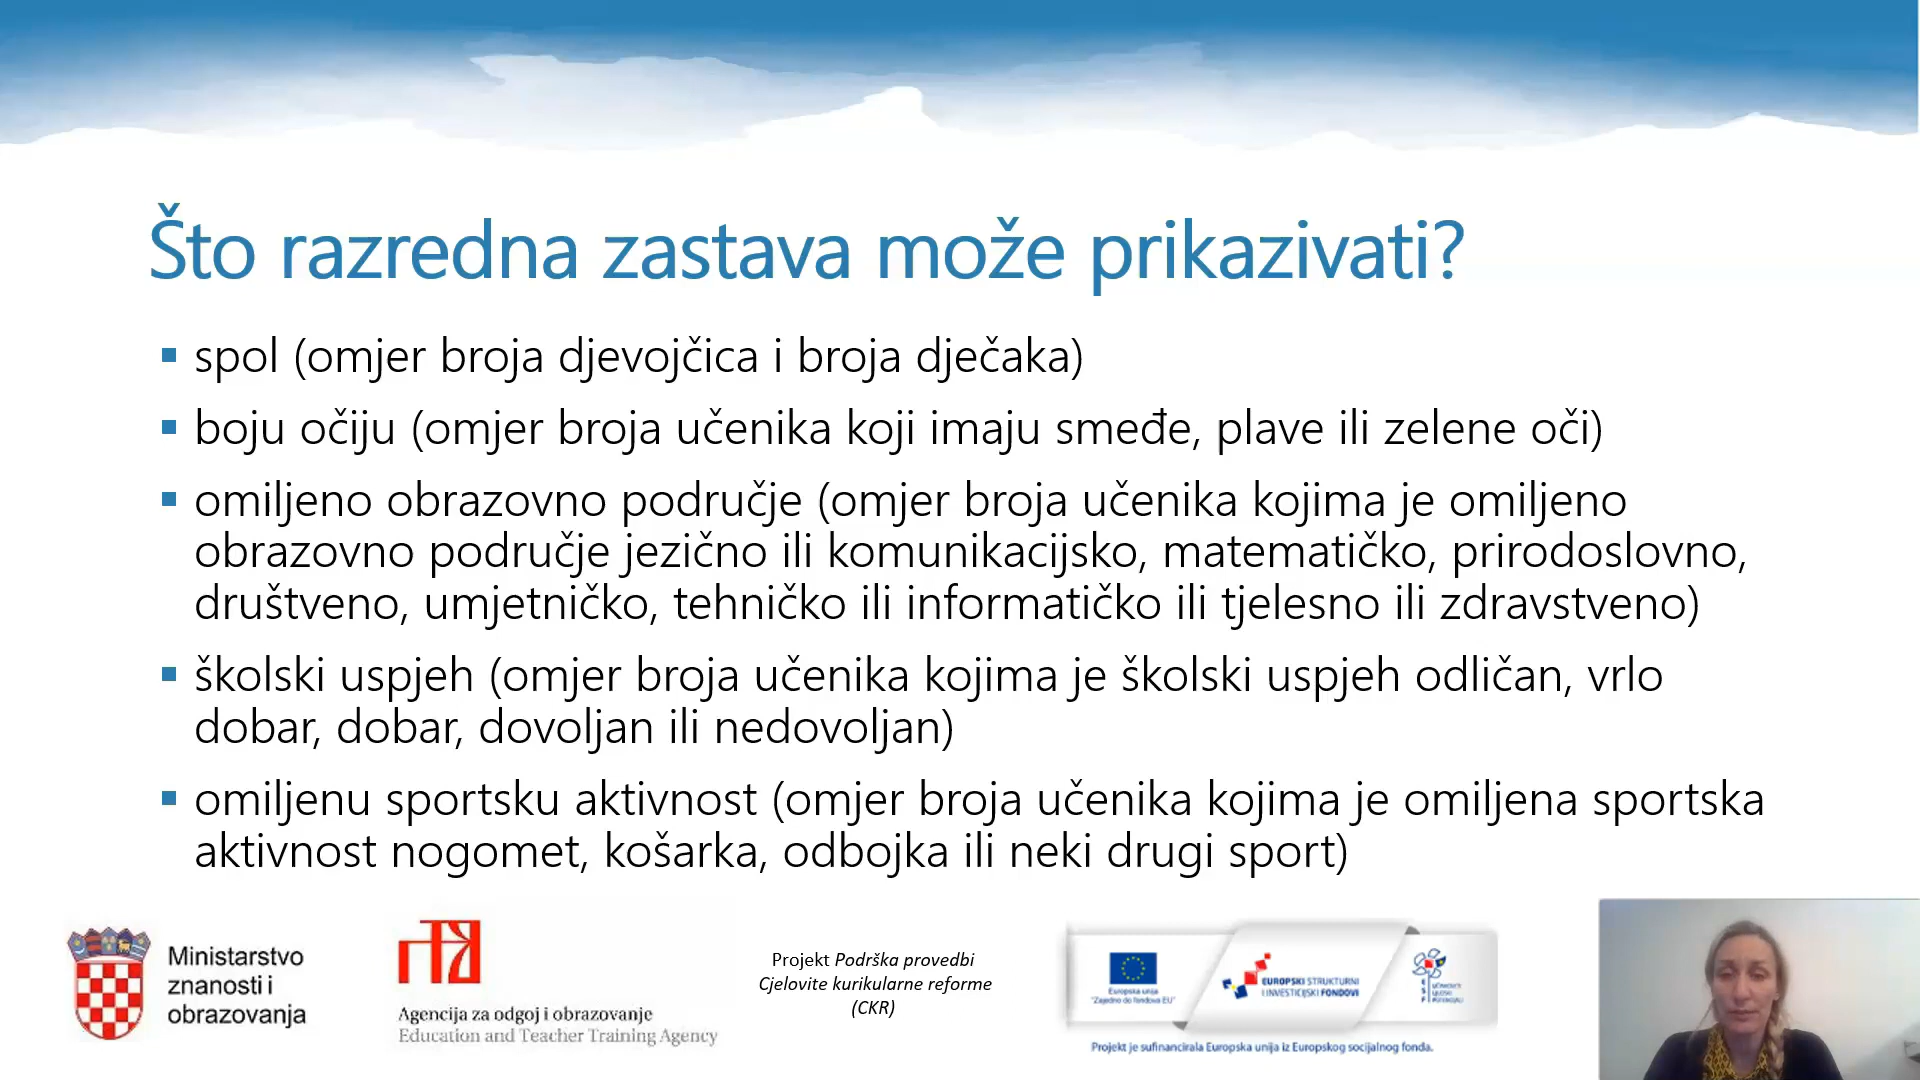 Što razredna zastava može prikazivati?
spol (omjer broja djevojčica i broja dječaka)
boju očiju (omjer broja učenika koji imaju smeđe, plave ili zelene oči)
omiljeno obrazovno područje (omjer broja učenika kojima je omiljeno
obrazovno područje jezično ili komunikacijsko, matematičko, prirodoslovno,
društveno, umjetničko, tehničko ili informatičko ili tjelesno ili zdravstveno)
školski uspjeh (omjer broja učenika kojima je školski uspjeh odličan, vrlo
dobar, dobar, dovoljan ili nedovoljan)
omiljenu sportsku aktivnost (omjer broja učenika kojima je omiljena sportska
aktivnost nogomet, košarka, odbojka ili neki drugi sport)
Ministarstvo
znanosti i
obrazovanja
Agencija za odgoj i obrazovanje
Education and Teacher Training Agency
Projekt Podrška provedbi
Cjelovite kurikularne reforme
(CKR)
Europska unija
"Zajedno do fondova EU"
EUROPSKI STRUKTURNI
I INVESTICIJSKI FONDOVI
Projekt je sufinancirala Europska unija iz Europskog socijalnog fonda.